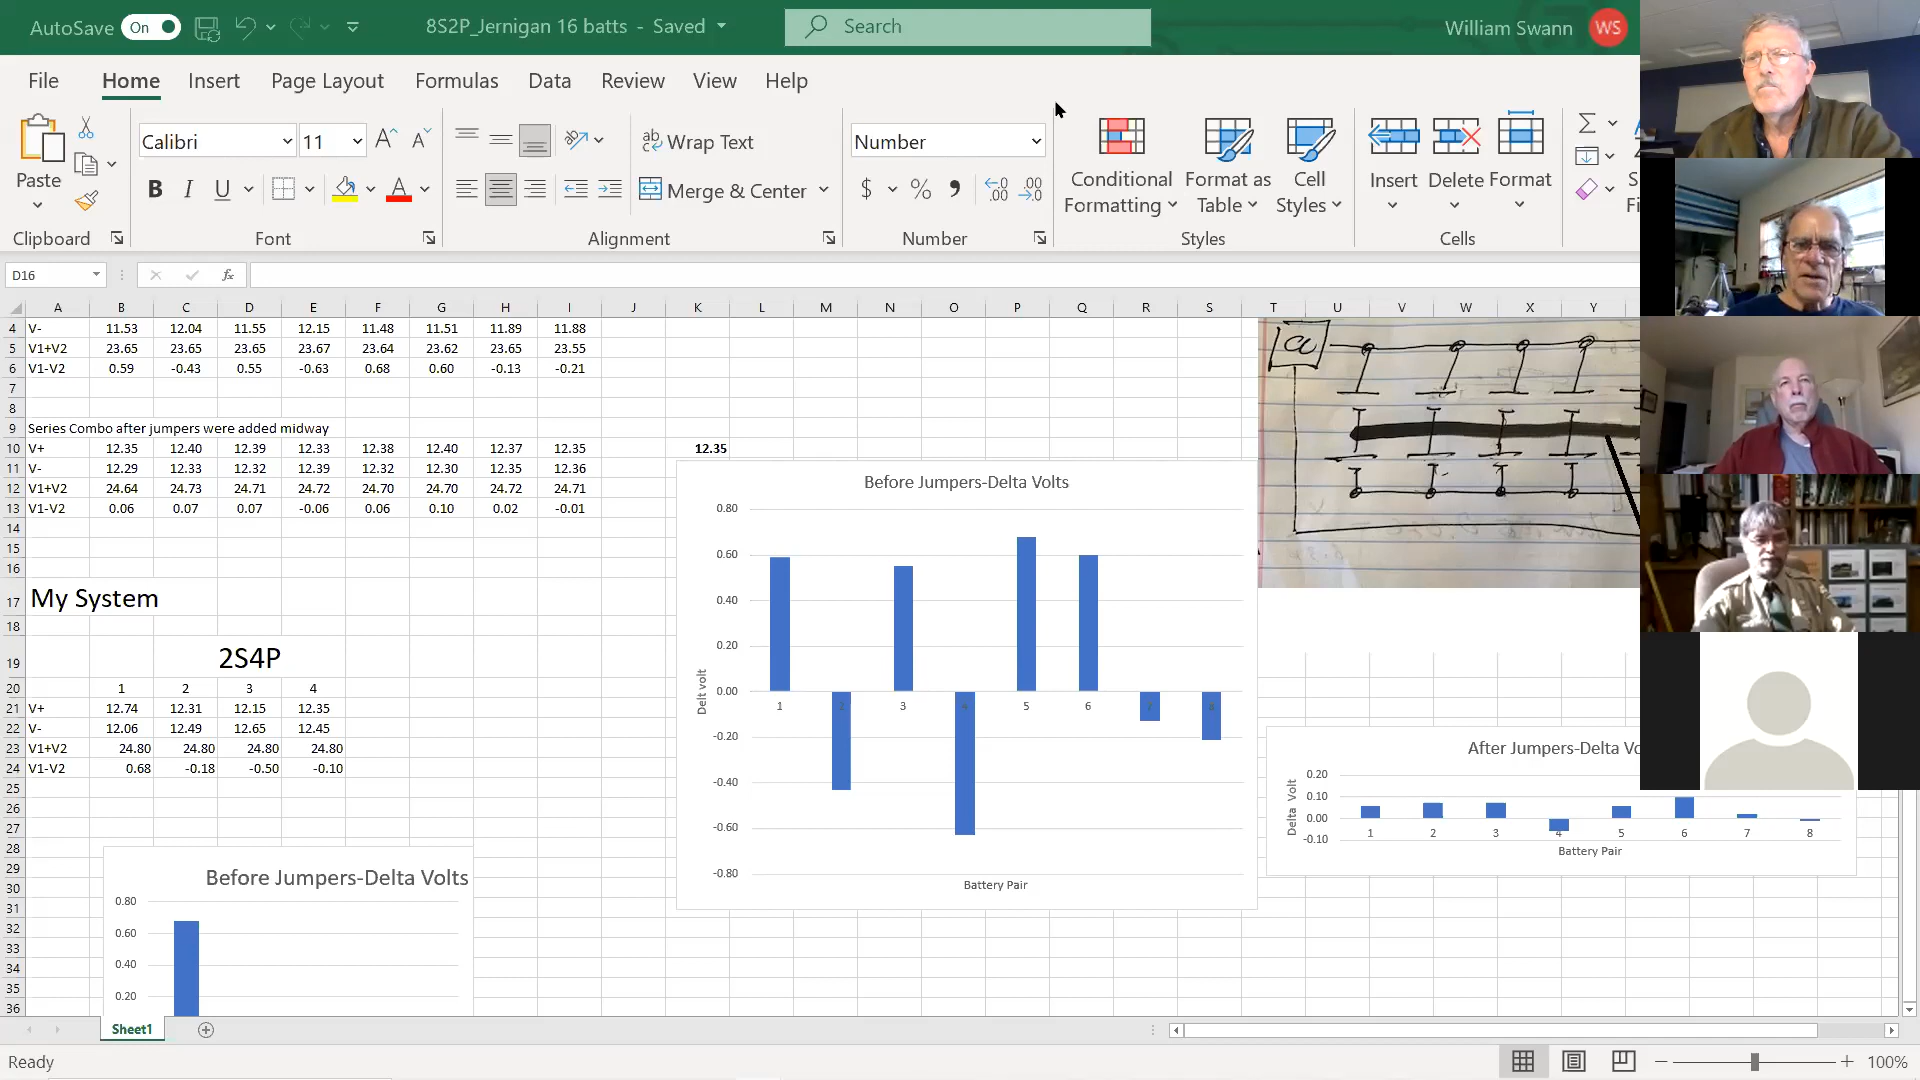 AutoSave On 8S2P_Jernigan 16 batts - Saved Search William Swann WS
File Home Insert Page Layout Formulas Data Review View Help
Calibri 11 Wrap Text Number
Paste B I U A Merge & Center $ % Conditional Formatting Format as Table Cell Styles Insert Delete Format
Clipboard Font Alignment Number Styles Cells
D16 fx
A B C D E F G H I J K L M N O P Q R S T U V W X Y
4 V- 11.53 12.04 11.55 12.15 11.48 11.51 11.89 11.88
5 V1+V2 23.65 23.65 23.65 23.67 23.64 23.62 23.65 23.55
6 V1-V2 0.59 -0.43 0.55 -0.63 0.68 0.60 -0.13 -0.21
7
8
9 Series Combo after jumpers were added midway
10 V+ 12.35 12.40 12.39 12.33 12.38 12.40 12.37 12.35 12.35
11 V- 12.29 12.33 12.32 12.39 12.32 12.30 12.35 12.36
12 V1+V2 24.64 24.73 24.71 24.72 24.70 24.70 24.72 24.71
13 V1-V2 0.06 0.07 0.07 -0.06 0.06 0.10 0.02 -0.01
14
15
16
17 My System
18
19 2S4P
20 1 2 3 4
21 V+ 12.74 12.31 12.15 12.35
22 V- 12.06 12.49 12.65 12.45
23 V1+V2 24.80 24.80 24.80 24.80
24 V1-V2 0.68 -0.18 -0.50 -0.10
25
26
27
28
29
30
31
32
33
34
35
36
Before Jumpers-Delta Volts
0.80
0.60
0.40
0.20
Before Jumpers-Delta Volts
0.80
0.60
0.40
0.20
0.00
-0.20
-0.40
-0.60
-0.80
Delt volt
1 2 3 4 5 6 7 8
Battery Pair
a
After Jumpers-Delta Vo
0.20
0.10
0.00
-0.10
Delta Volt
1 2 3 4 5 6 7 8
Battery Pair
Sheet1
Ready 100%